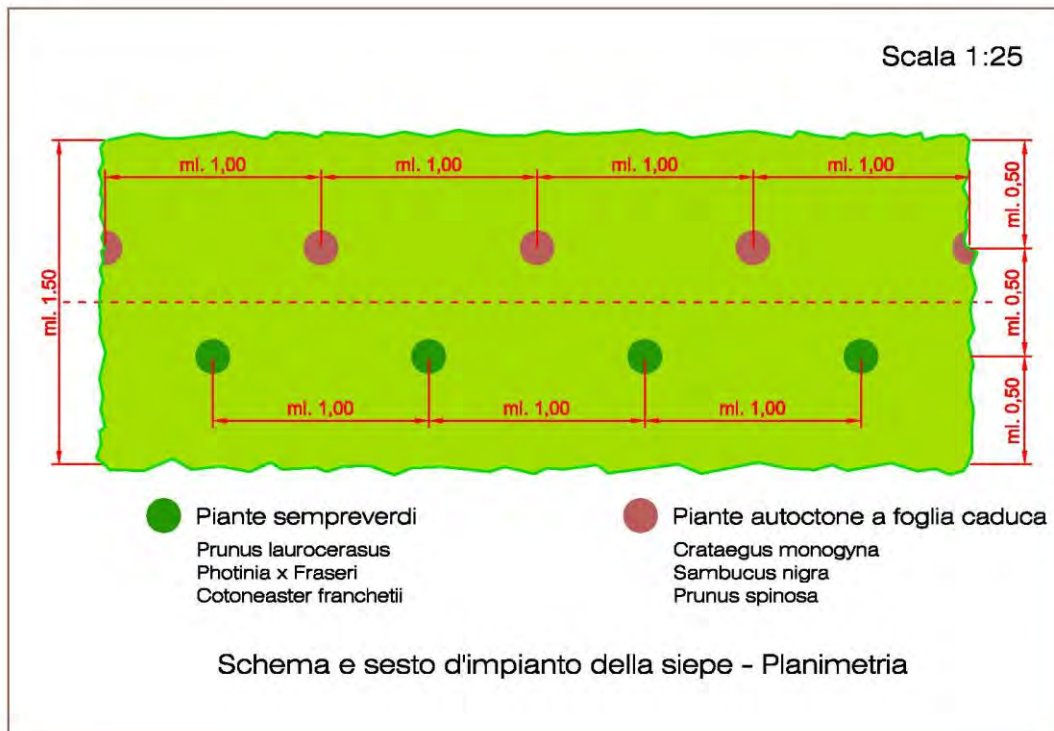 Scala 1:25
ml. 1,00 ml. 1,00 ml. 1,00 ml. 1,00
ml. 0,50
ml. 1.50
ml. 0,50
ml. 1,00 ml. 1,00 ml. 1,00
ml. 0,50
Piante sempreverdi
Prunus laurocerasus
Photinia x Fraseri
Cotoneaster franchetii
Piante autoctone a foglia caduca
Crataegus monogyna
Sambucus nigra
Prunus spinosa
Schema e sesto d'impianto della siepe - Planimetria